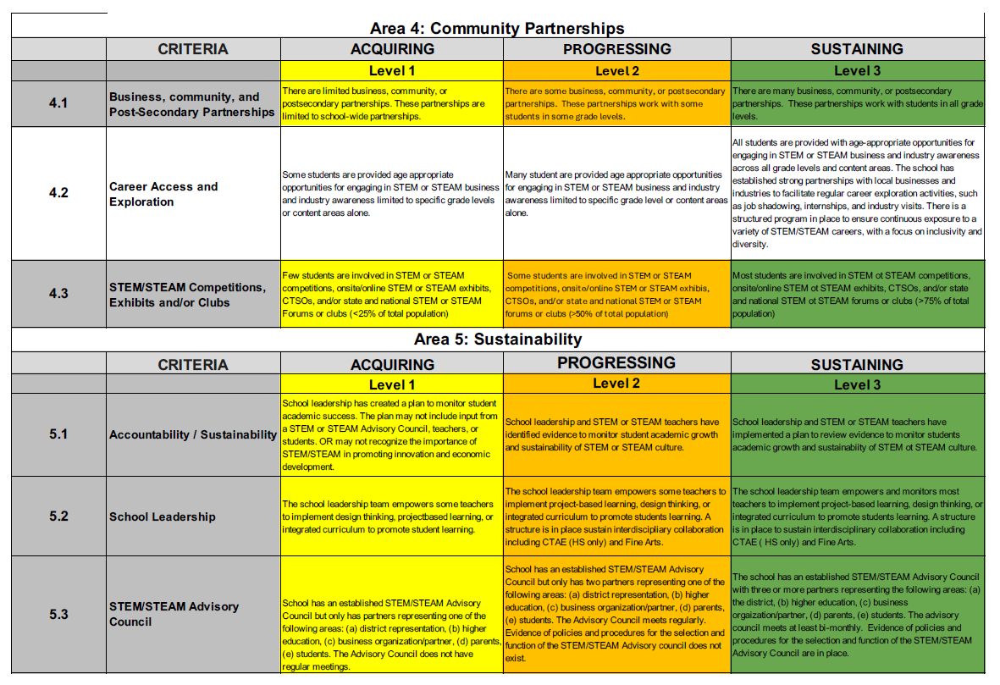 Area 4: Community Partnerships
CRITERIA
ACQUIRING
PROGRESSING
SUSTAINING
Level 1
Level 2
Level 3
4.1
Business, community, and
Post-Secondary Partnerships
There are limited business, community, or
postsecondary partnerships. These partnerships are
limited to school-wide partnerships.
There are some business, community, or postsecondary
partnerships. These partnerships work with some
students in some grade levels.
There are many business, community, or postsecondary
partnerships. These partnerships work with students in all grade
levels.
4.2
Career Access and
Exploration
Some students are provided age appropriate
opportunities for engaging in STEM or STEAM business
and industry awareness limited to specific grade levels
or content areas alone.
Many student are provided age appropriate opportunities
for engaging in STEM or STEAM business and industry
awareness limited to specific grade level or content areas
alone.
All students are provided with age-appropriate opportunities for
engaging in STEM or STEAM business and industry awareness
across all grade levels and content areas. The school has
established strong partnerships with local businesses and
industries to facilitate regular career exploration activities, such
as job shadowing, internships, and industry visits. There is a
structured program in place to ensure continuous exposure to a
variety of STEM/STEAM careers, with a focus on inclusivity and
diversity.
4.3
STEM/STEAM Competitions,
Exhibits and/or Clubs
Few students are involved in STEM or STEAM
competitions, onsite/online STEM or STEAM exhibits,
CTSOs, and/or state and national STEM or STEAM
Forums or clubs (<25% of total population)
Some students are involved in STEM or STEAM
competitions, onsite/online STEM or STEAM exhibis,
CTSOs, and/or state and national STEM or STEAM
forums or clubs (>50% of total population)
Most students are involved in STEM ot STEAM competitions,
onsite/online STEM ot STEAM exhibits, CTSOs, and/or state
and national STEM ot STEAM forums or clubs (>75% of total
population)
Area 5: Sustainability
CRITERIA
ACQUIRING
PROGRESSING
SUSTAINING
Level 1
Level 2
Level 3
5.1
Accountability / Sustainability
School leadership has created a plan to monitor student
academic success. The plan may not include input from
a STEM or STEAM Advisory Council, teachers, or
students. OR may not recognize the importance of
STEM/STEAM in promoting innovation and economic
development.
School leadership and STEM or STEAM teachers have
identified evidence to monitor student academic growth
and sustainability of STEM or STEAM culture.
School leadership and STEM or STEAM teachers have
implemented a plan to review evidence to monitor students
academic growth and sustainability of STEM ot STEAM culture.
5.2
School Leadership
The school leadership team empowers some teachers
to implement design thinking, projectbased learning, or
integrated curriculum to promote student learning.
The school leadership team empowers some teachers to
implement project-based learning, design thinking, or
integrated curriculum to promote students learning. A
structure is in place sustain interdisciplinary collaboration
including CTAE (HS only) and Fine Arts.
The school leadership team empowers and monitors most
teachers to implement project-based learning, design thinking, or
integrated curriculum to promote students learning. A structure
is in place to sustain interdisciplinary collaboration including
CTAE ( HS only) and Fine Arts.
5.3
STEM/STEAM Advisory
Council
School has an established STEM/STEAM Advisory
Council but only has partners representing one of the
following areas: (a) district representation, (b) higher
education, (c) business organization/partner, (d) parents,
(e) students. The Advisory Council does not have
regular meetings.
School has an established STEM/STEAM Advisory
Council but only has two partners representing one of the
following areas: (a) district representation, (b) higher
education, (c) business organization/partner, (d) parents,
(e) students. The Advisory Council meets regularly.
Evidence of policies and procedures for the selection and
function of the STEM/STEAM Advisory council does not
exist.
The school has an established STEM/STEAM Advisory Council
with three or more partners representing the following areas: (a)
the district, (b) higher education, (c) business
orgaization/partner, (d) parents, (e) students. The advisory
council meets at least bi-monthly. Evidence of policies and
procedures for the selection and function of the STEM/STEAM
Advisory Council are in place.